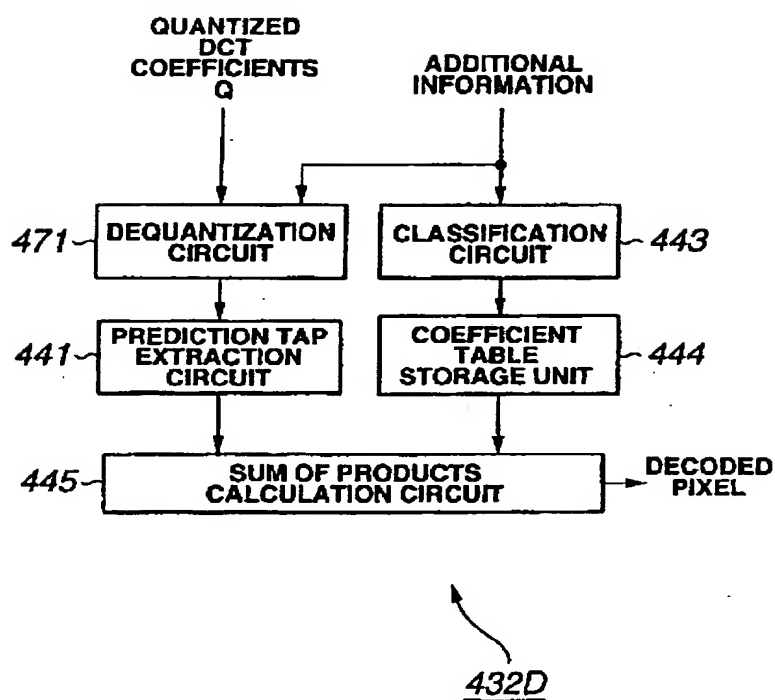 QUANTIZED
DCT
COEFFICIENTS
Q
ADDITIONAL
INFORMATION
471
DEQUANTIZATION
CIRCUIT
CLASSIFICATION
CIRCUIT
443
441
PREDICTION TAP
EXTRACTION
CIRCUIT
COEFFICIENT
TABLE
STORAGE UNIT
444
445
SUM OF PRODUCTS
CALCULATION CIRCUIT
DECODED
PIXEL
432D